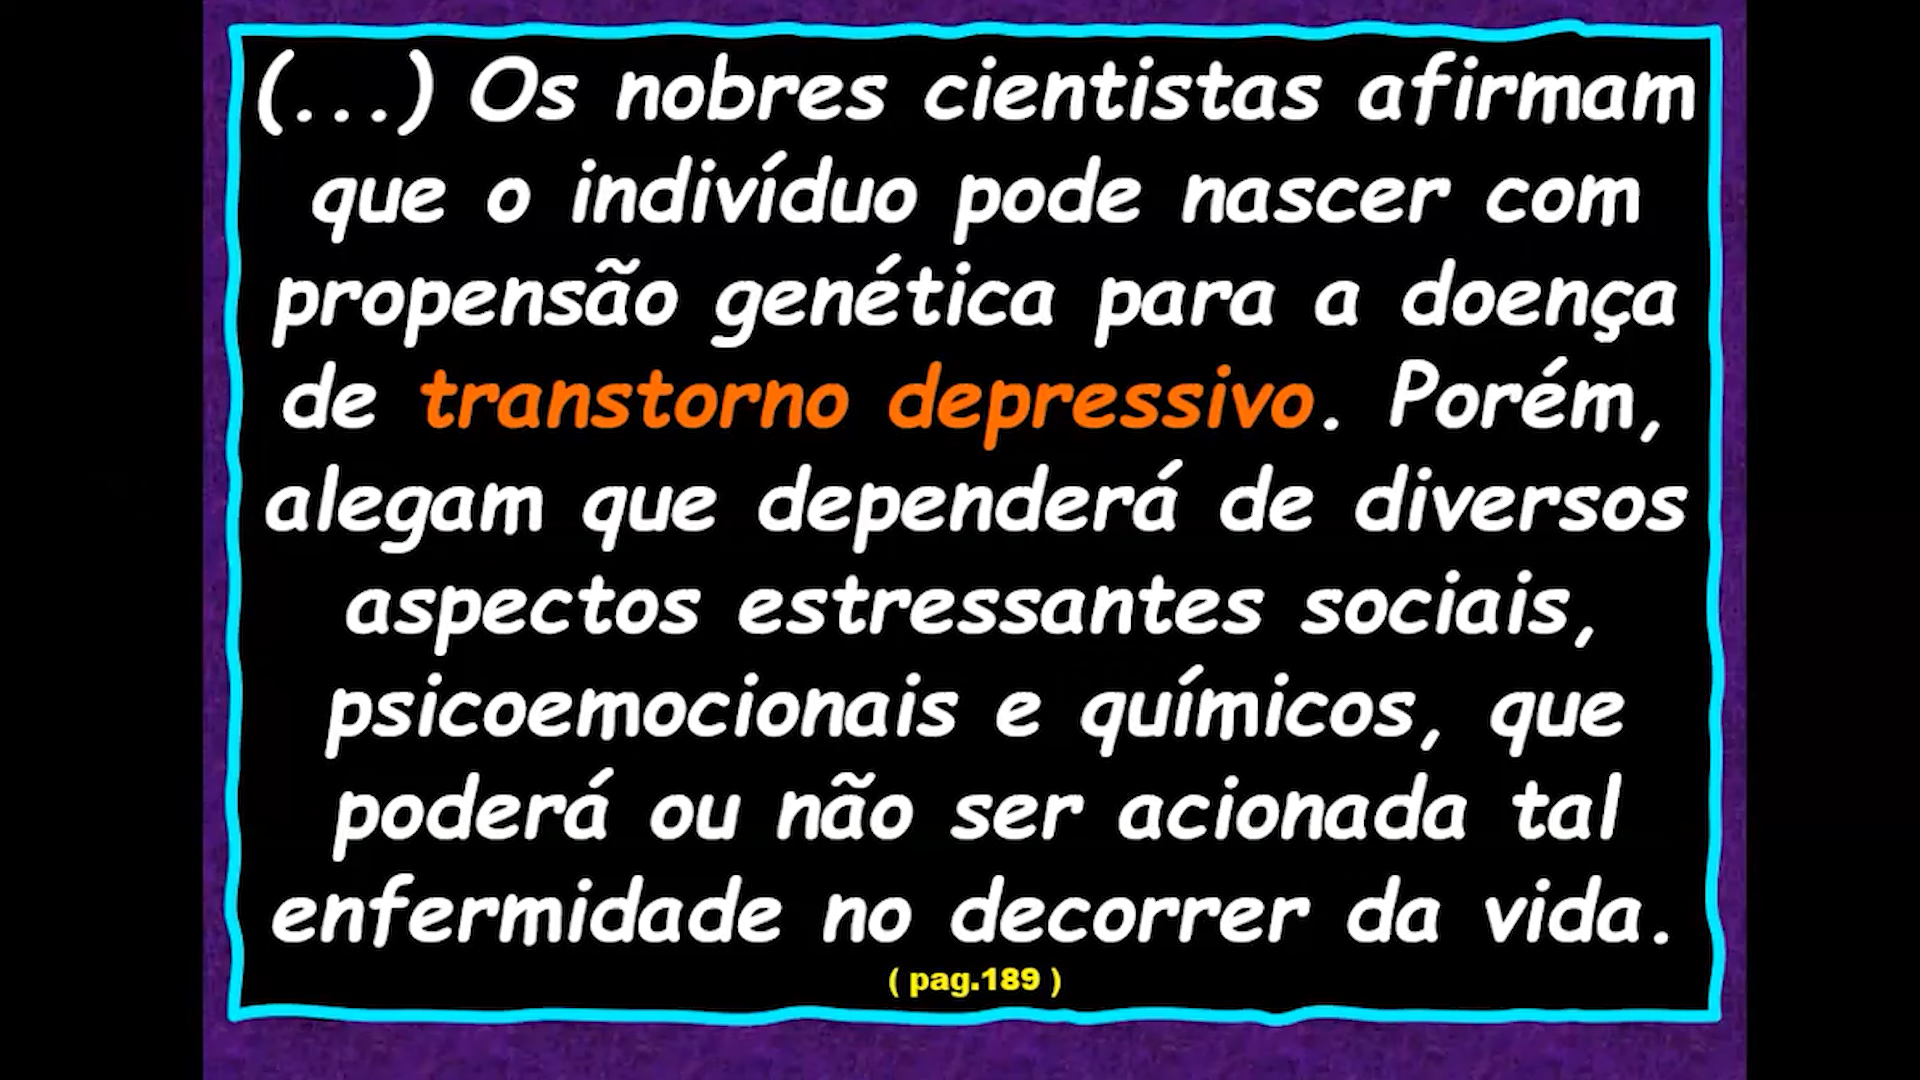 (...) Os nobres cientistas afirmam
que o indivíduo pode nascer com
propensão genética para a doença
de transtorno depressivo. Porém,
alegam que dependerá de diversos
aspectos estressantes sociais,
psicoemocionais e químicos, que
poderá ou não ser acionada tal
enfermidade no decorrer da vida.
( pag.189 )